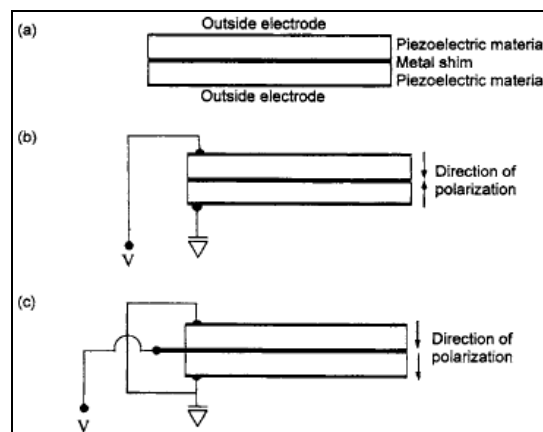 (a)
Outside electrode
Piezoelectric materia
Metal shim
Piezoelectric materia
Outside electrode
(b)
Direction of
polarization
V
(c)
Direction of
polarization
V